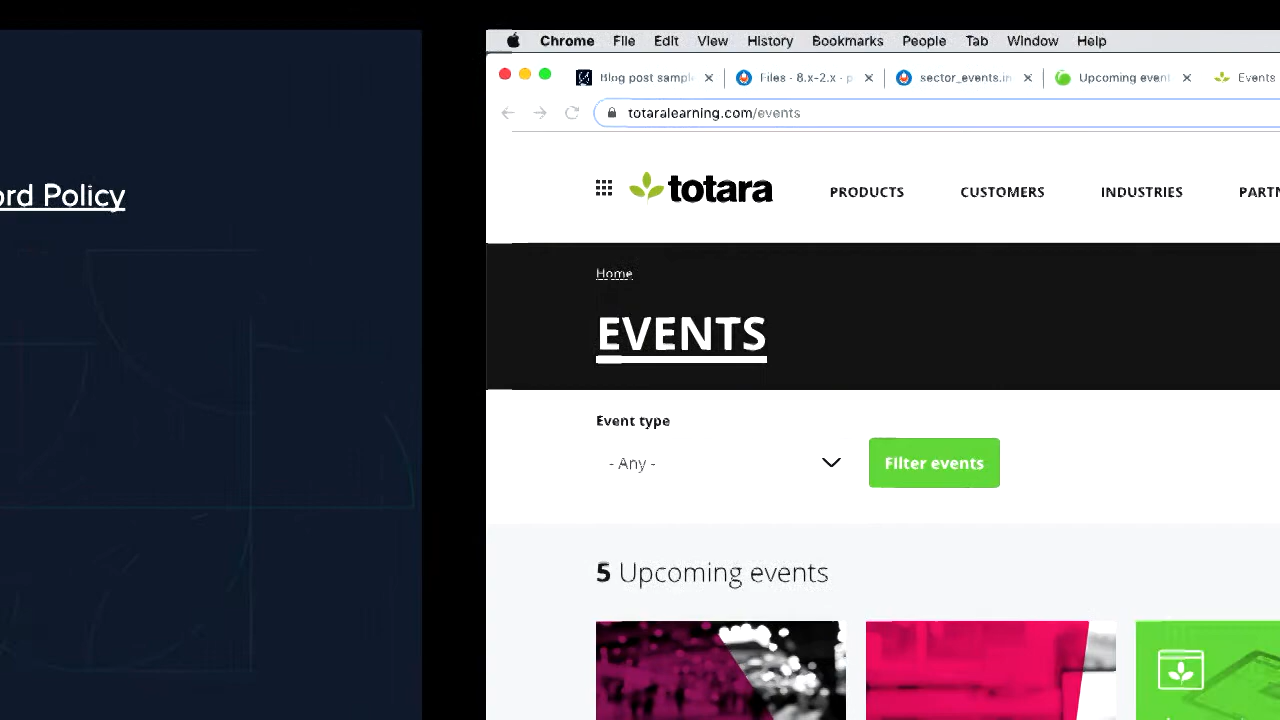 ord Policy
Chrome File Edit View History Bookmarks People Tab Window Help
Blog post sampl Files - 8.x-2.x - p sector_events.in Upcoming event Events
totaralearning.com/events
totara PRODUCTS CUSTOMERS INDUSTRIES PARTN
Home
EVENTS
Event type
- Any - Filter events
5 Upcoming events